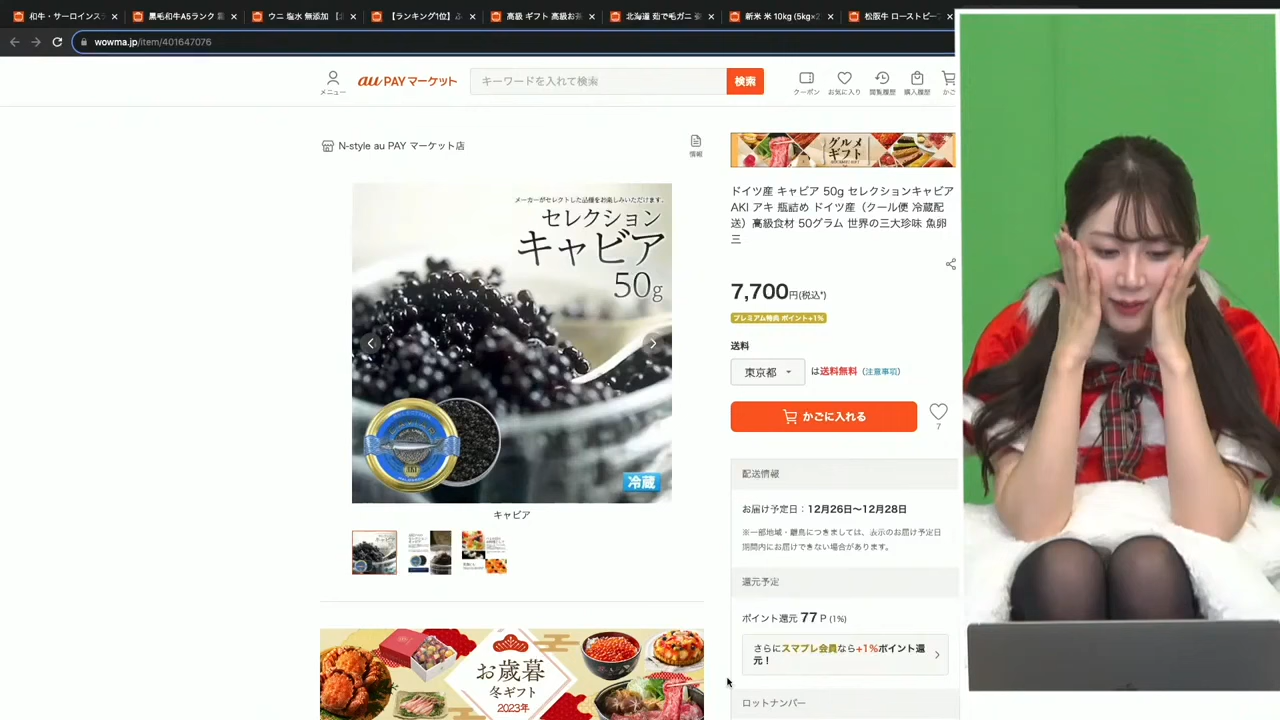 和牛・サーロインス
黒毛和牛A5ランク
ウニ 塩水 無添加
【ランキング1位】ふ
高級 ギフト 高級お
北海道 茹で毛ガニ
新米 米 10kg (5kg×2
松阪牛 ローストビーフ
wowma.jp/item/401647076
メニュー
au PAY マーケット
キーワードを入れて検索
検索
クーポン
お気に入り
閲覧履歴
購入履歴
かご
N-style au PAY マーケット店
情報
メーカーがセレクトした品種をお楽しみいただけます。
セレクション
キャビア
50g
冷蔵
キャビア
お歳暮
冬ギフト
2023年
グルメ
ギフト
ドイツ産 キャビア 50g セレクションキャビア
AKI アキ 瓶詰め ドイツ産（クール便 冷蔵配
送）高級食材 50グラム 世界の三大珍味 魚卵
三
7,700円(税込*)
プレミアム特典 ポイント+1%
送料
東京都
は送料無料（注意事項）
かごに入れる
7
配送情報
お届け予定日：12月26日〜12月28日
※一部地域・離島につきましては、表示のお届け予定日
期間内にお届けできない場合があります。
還元予定
ポイント還元 77 P (1%)
さらにスマプレ会員なら+1%ポイント還
元！
ロットナンバー